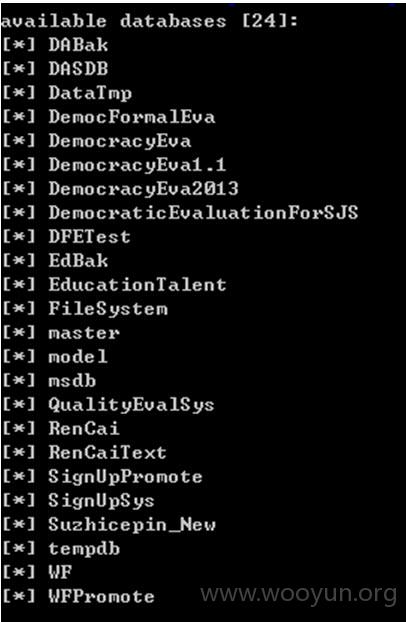 available databases [24]:
[*] DABak
[*] DASDB
[*] DataTmp
[*] DemocFormalEva
[*] DemocracyEva
[*] DemocracyEva1.1
[*] DemocracyEva2013
[*] DemocraticEvaluationForSJS
[*] DFETest
[*] EdBak
[*] EducationTalent
[*] FileSystem
[*] master
[*] model
[*] msdb
[*] QualityEvalSys
[*] RenCai
[*] RenCaiText
[*] SignUpPromote
[*] SignUpSys
[*] Suzhicepin_New
[*] tempdb
[*] WF
[*] WFPromote
www.wooyun.org